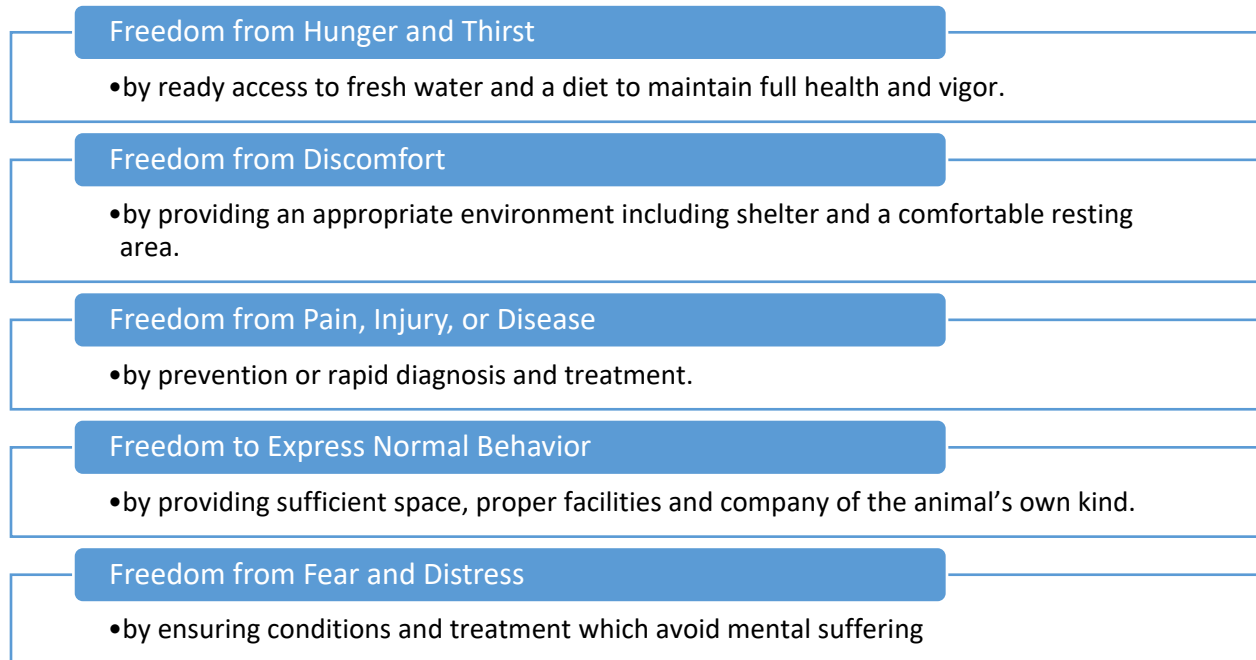 Freedom from Hunger and Thirst
•by ready access to fresh water and a diet to maintain full health and vigor.
Freedom from Discomfort
•by providing an appropriate environment including shelter and a comfortable resting
area.
Freedom from Pain, Injury, or Disease
•by prevention or rapid diagnosis and treatment.
Freedom to Express Normal Behavior
•by providing sufficient space, proper facilities and company of the animal’s own kind.
Freedom from Fear and Distress
•by ensuring conditions and treatment which avoid mental suffering